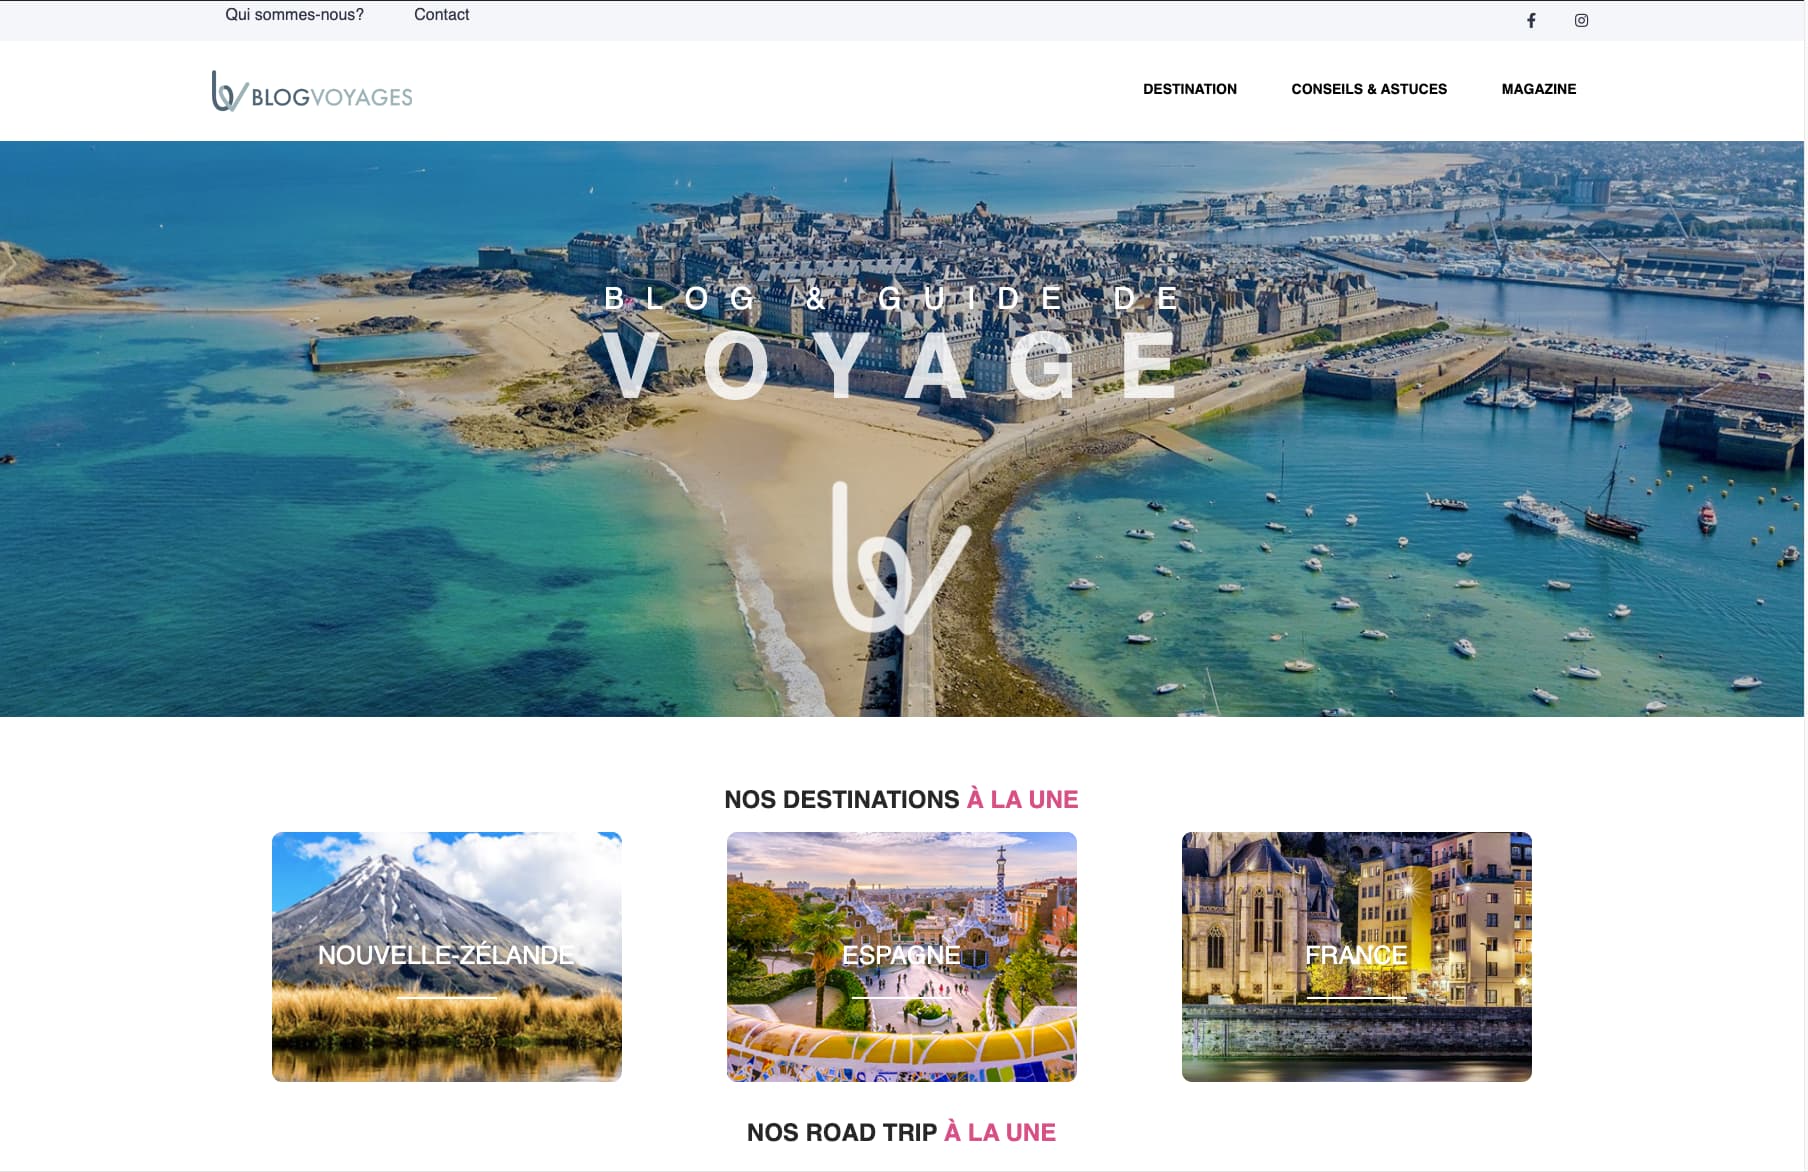 Qui sommes-nous? Contact
BLOGVOYAGES
DESTINATION CONSEILS & ASTUCES MAGAZINE
BLOG & GUIDE DE
VOYAGE
NOS DESTINATIONS À LA UNE
NOUVELLE-ZÉLANDE
ESPAGNE
FRANCE
NOS ROAD TRIP À LA UNE